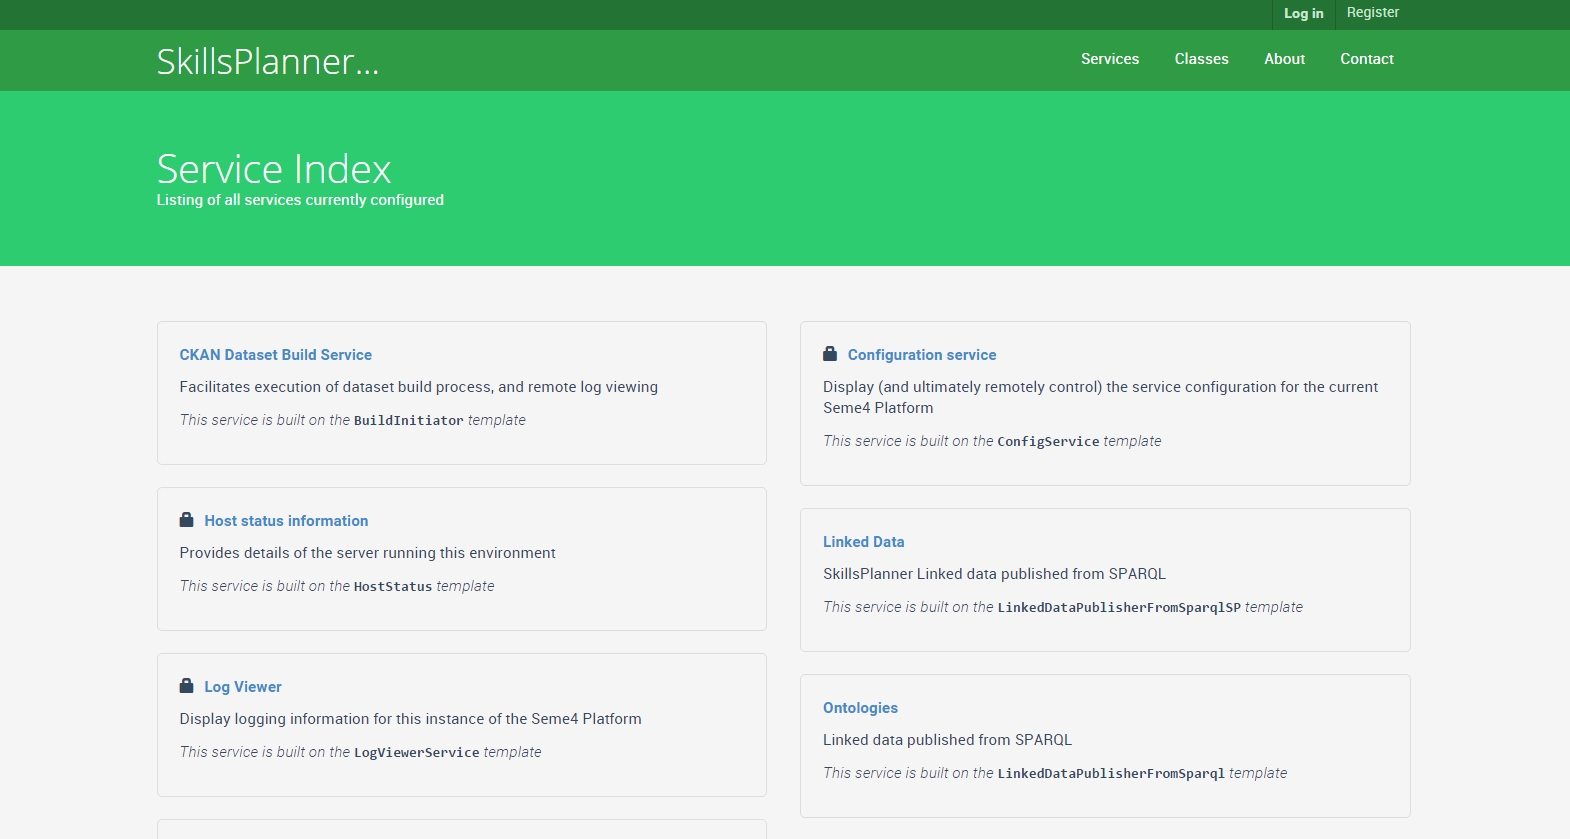 Log in
Register
SkillsPlanner...
Services
Classes
About
Contact
Service Index
Listing of all services currently configured
CKAN Dataset Build Service
Facilitates execution of dataset build process, and remote log viewing
This service is built on the BuildInitiator template
Host status information
Provides details of the server running this environment
This service is built on the HostStatus template
Log Viewer
Display logging information for this instance of the Seme4 Platform
This service is built on the LogViewerService template
Configuration service
Display (and ultimately remotely control) the service configuration for the current
Seme4 Platform
This service is built on the ConfigService template
Linked Data
SkillsPlanner Linked data published from SPARQL
This service is built on the LinkedDataPublisherFromSparqlSP template
Ontologies
Linked data published from SPARQL
This service is built on the LinkedDataPublisherFromSparql template